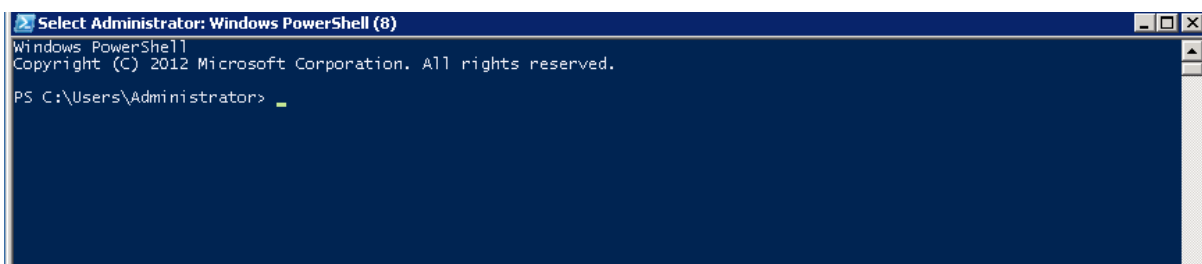 Select Administrator: Windows PowerShell (8)
Windows PowerShell
Copyright (C) 2012 Microsoft Corporation. All rights reserved.
PS C:\Users\Administrator> _